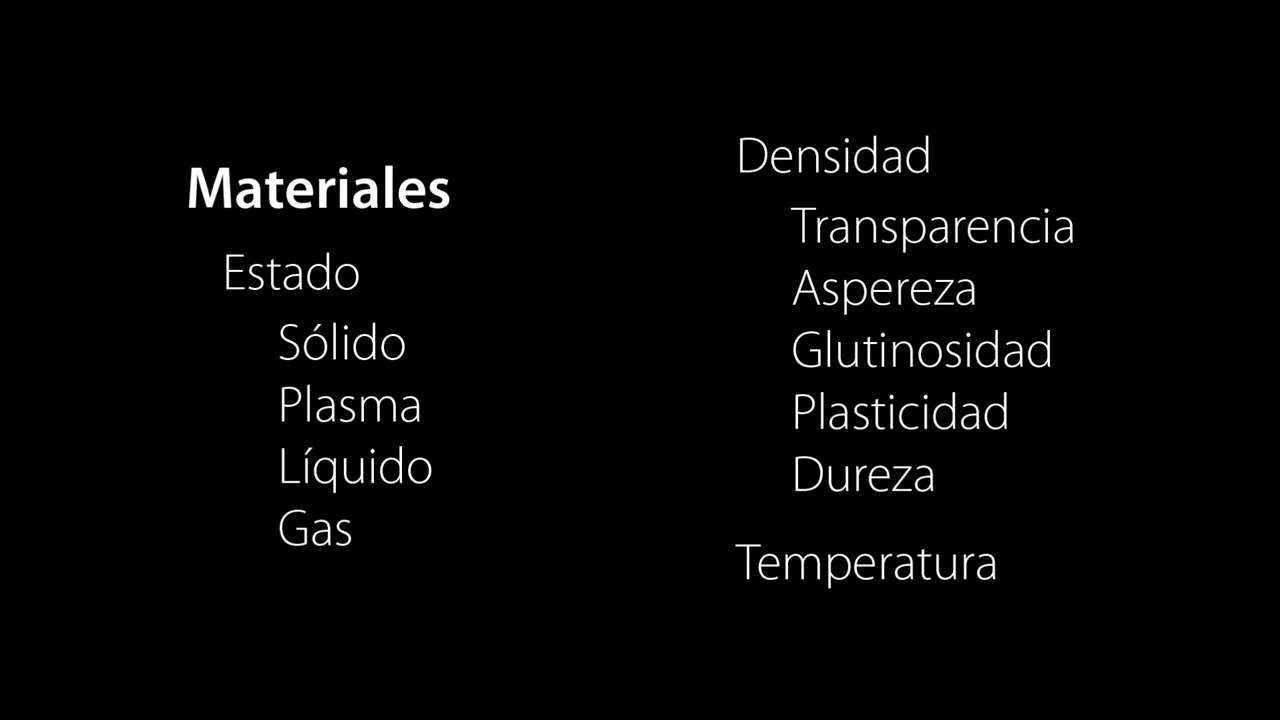 Materiales
Estado
Sólido
Plasma
Líquido
Gas
Densidad
Transparencia
Aspereza
Glutinosidad
Plasticidad
Dureza
Temperatura